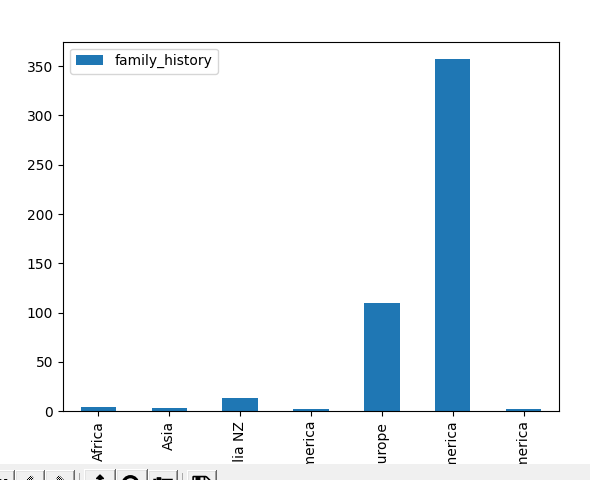 family_history
350
300
250
200
150
100
50
0
Africa
Asia
lia NZ
merica
urope
nerica
nerica